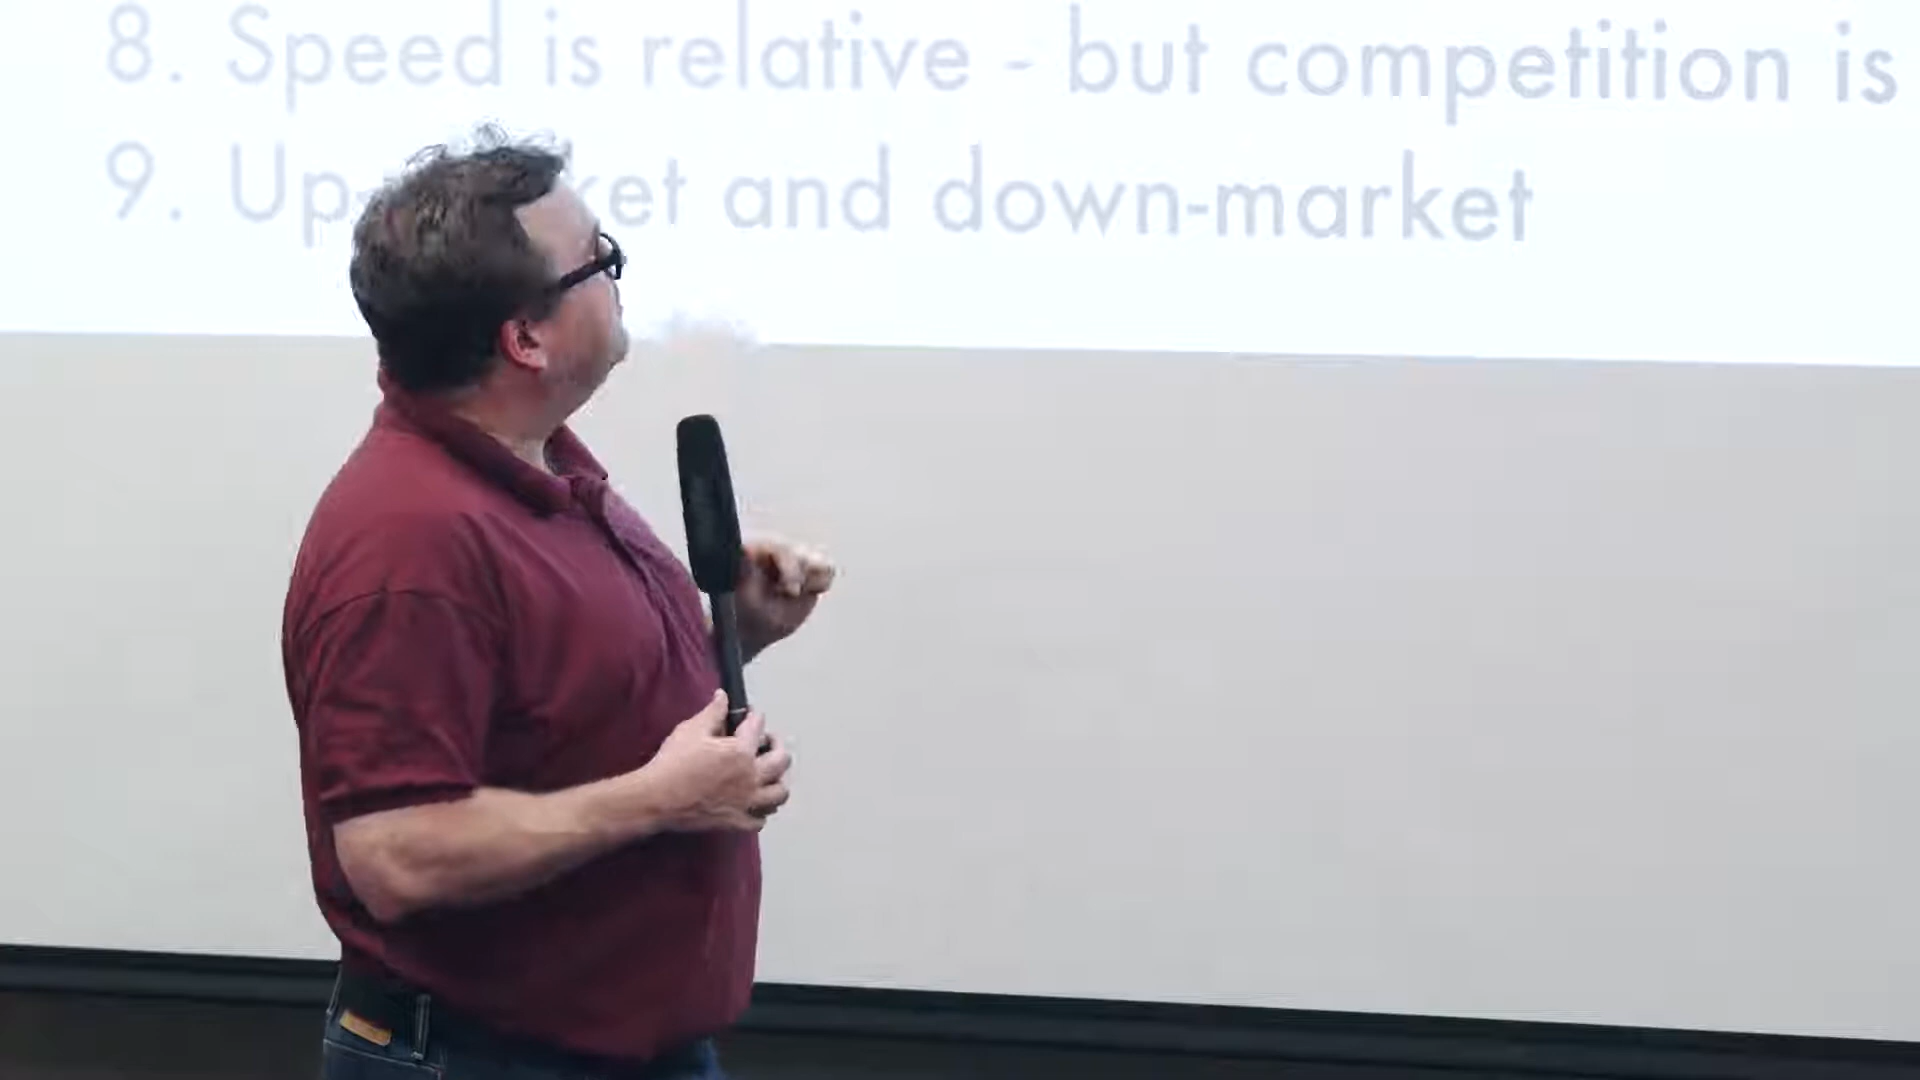 8. Speed is relative - but competition is
9. Up ket and down-market